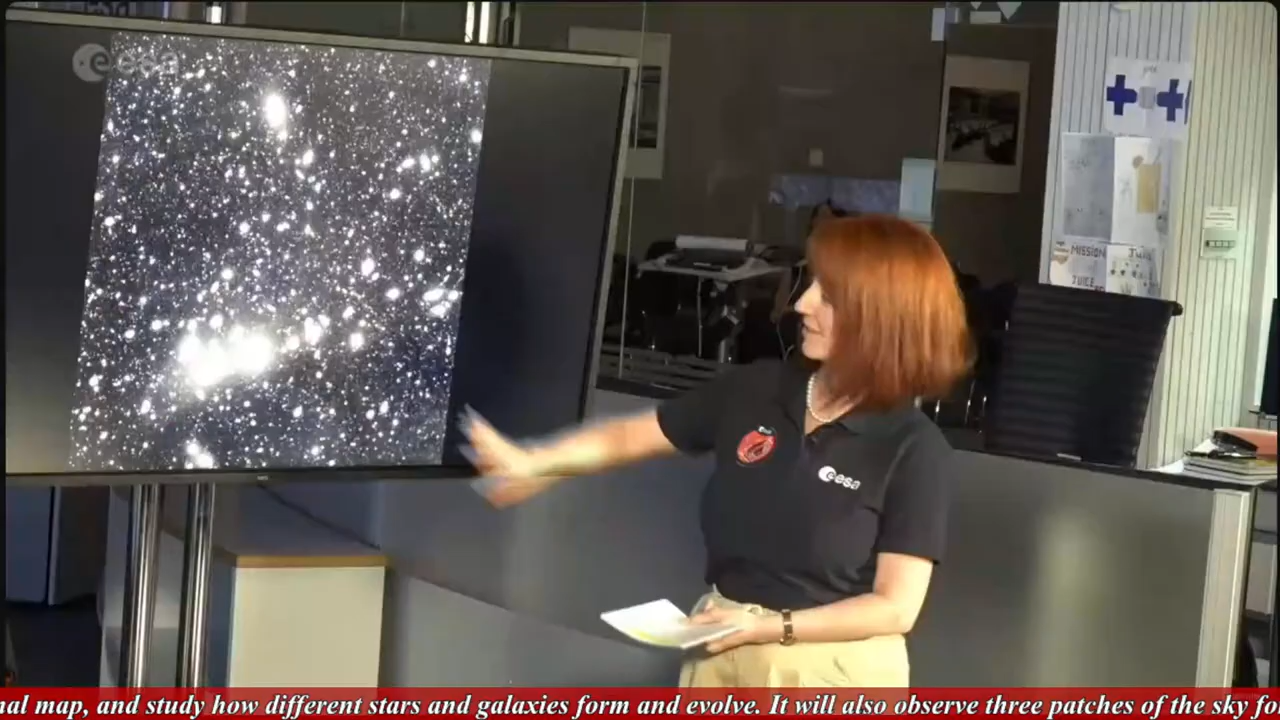 esa
MISSION
JUICE
esa
nal map, and study how different stars and galaxies form and evolve. It will also observe three patches of the sky fo